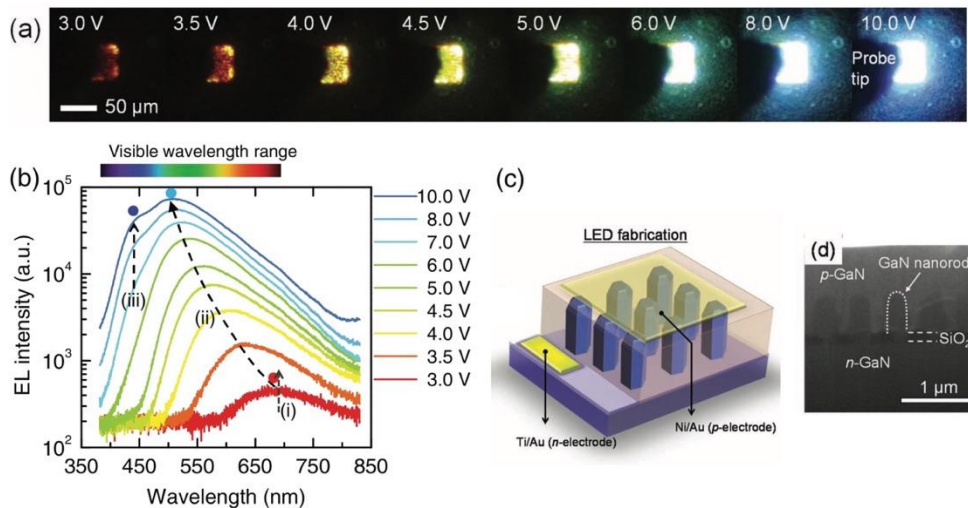 (a)
3.0 V 3.5 V 4.0 V 4.5 V 5.0 V 6.0 V 8.0 V 10.0 V
Probe
tip
50 µm
Visible wavelength range
(b)
EL intensity (a.u.)
10⁵
10⁴
10³
10²
350 450 550 650 750 850
Wavelength (nm)
(iii)
(ii)
(i)
10.0 V
8.0 V
7.0 V
6.0 V
5.0 V
4.5 V
4.0 V
3.5 V
3.0 V
(c)
LED fabrication
Ni/Au (p-electrode)
Ti/Au (n-electrode)
(d)
GaN nanorod
p-GaN
SiO₂
n-GaN
1 µm